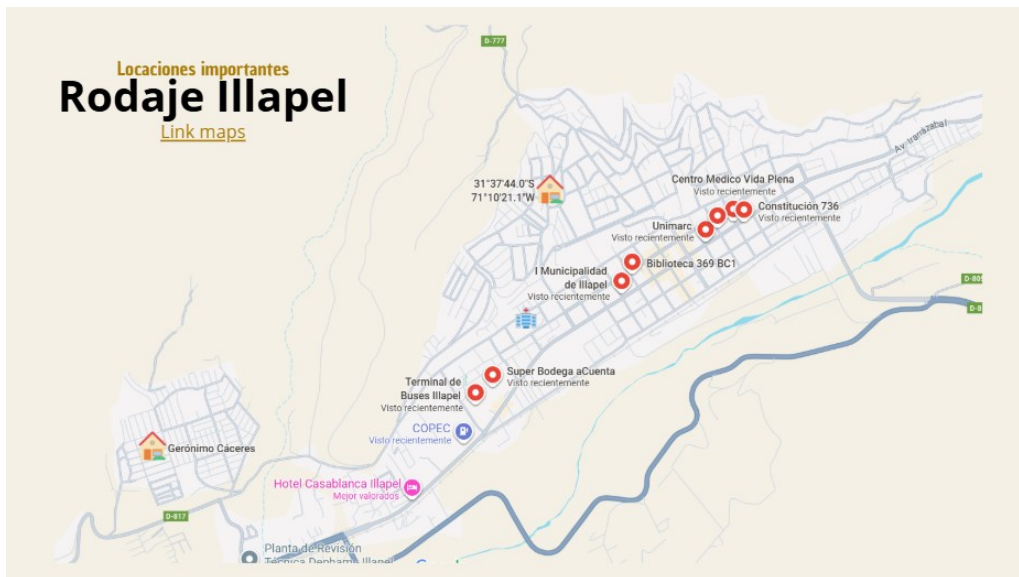 Locaciones importantes
Rodaje Illapel
Link maps
D-777
Av. Irarrázabal
31°37'44.0"S
71°10'21.1"W
Centro Medico Vida Plena
Visto recientemente
Constitución 736
Visto recientemente
Unimarc
Visto recientemente
Biblioteca 369 BC1
I Municipalidad
de Illapel
Visto recientemente
D-805
D-8
Super Bodega aCuenta
Visto recientemente
Terminal de
Buses Illapel
Visto recientemente
COPEC
Visto recientemente
Gerónimo Cáceres
Hotel Casablanca Illapel
Mejor valorados
D-817
Planta de Revisión
Técnica